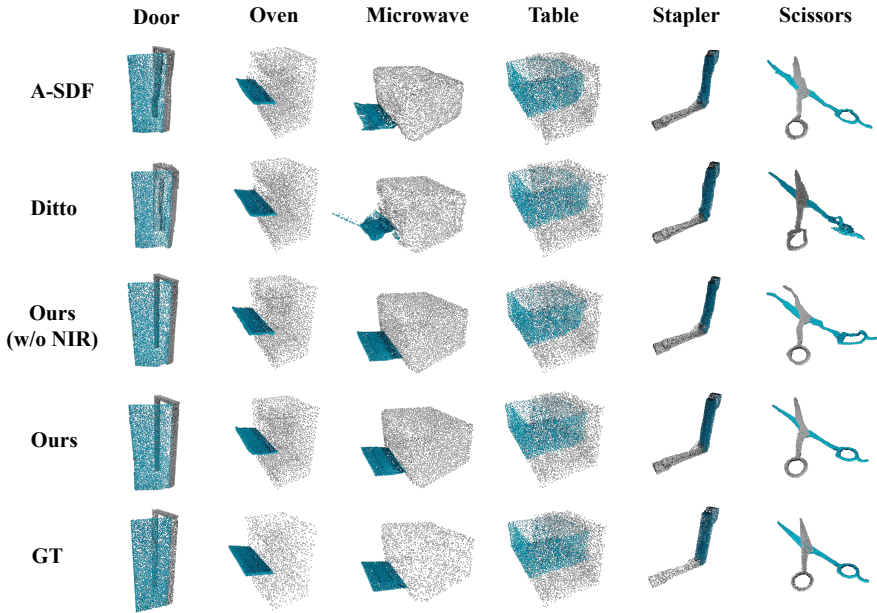 Door Oven Microwave Table Stapler Scissors
A-SDF
Ditto
Ours
(w/o NIR)
Ours
GT